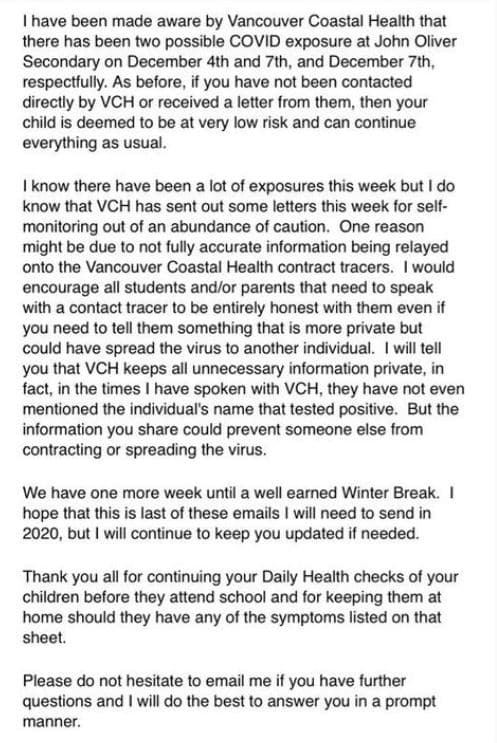 I have been made aware by Vancouver Coastal Health that
there has been two possible COVID exposure at John Oliver
Secondary on December 4th and 7th, and December 7th,
respectfully. As before, if you have not been contacted
directly by VCH or received a letter from them, then your
child is deemed to be at very low risk and can continue
everything as usual.
I know there have been a lot of exposures this week but I do
know that VCH has sent out some letters this week for self-
monitoring out of an abundance of caution.  One reason
might be due to not fully accurate information being relayed
onto the Vancouver Coastal Health contract tracers.  I would
encourage all students and/or parents that need to speak
with a contact tracer to be entirely honest with them even if
you need to tell them something that is more private but
could have spread the virus to another individual.  I will tell
you that VCH keeps all unnecessary information private, in
fact, in the times I have spoken with VCH, they have not even
mentioned the individual's name that tested positive.  But the
information you share could prevent someone else from
contracting or spreading the virus.
We have one more week until a well earned Winter Break.  I
hope that this is last of these emails I will need to send in
2020, but I will continue to keep you updated if needed.
Thank you all for continuing your Daily Health checks of your
children before they attend school and for keeping them at
home should they have any of the symptoms listed on that
sheet.
Please do not hesitate to email me if you have further
questions and I will do the best to answer you in a prompt
manner.